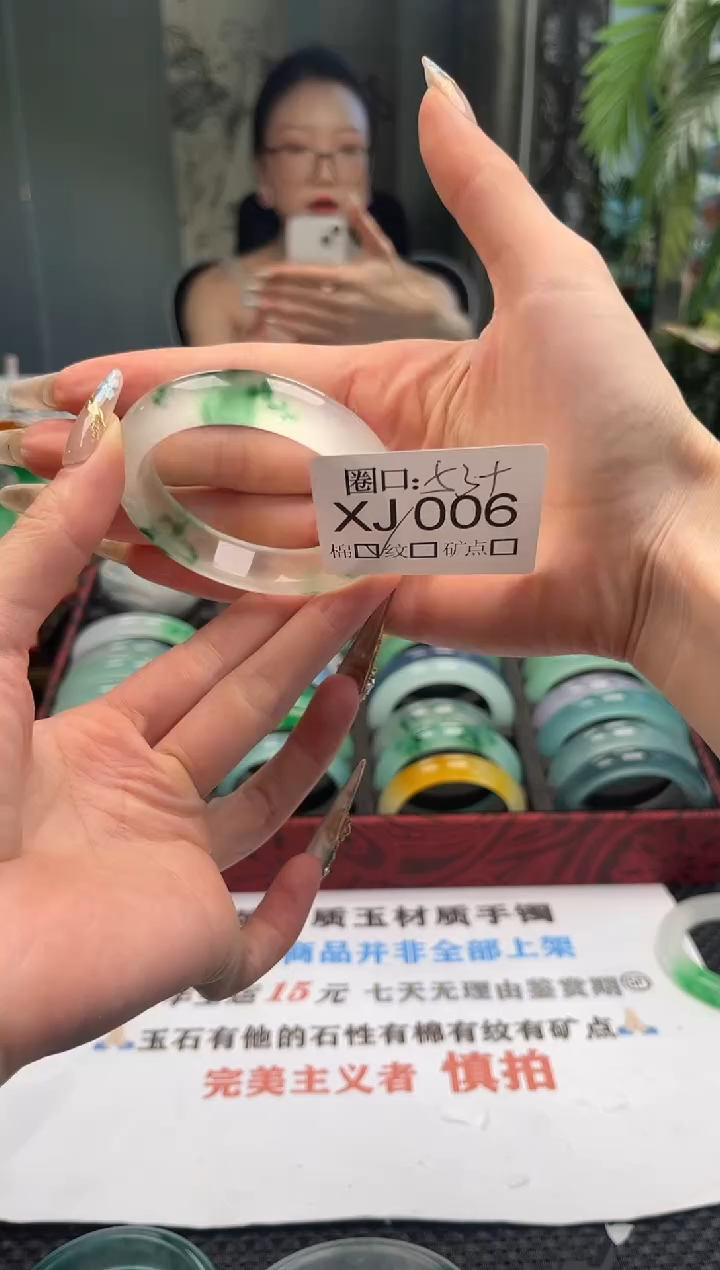 圈口:
XJ/006
棉 纹 矿点
质玉材质手镯
商品并非全部上架
15元 七天无理由鉴赏期
玉石有他的石性有棉有纹有矿点
完美主义者 慎拍